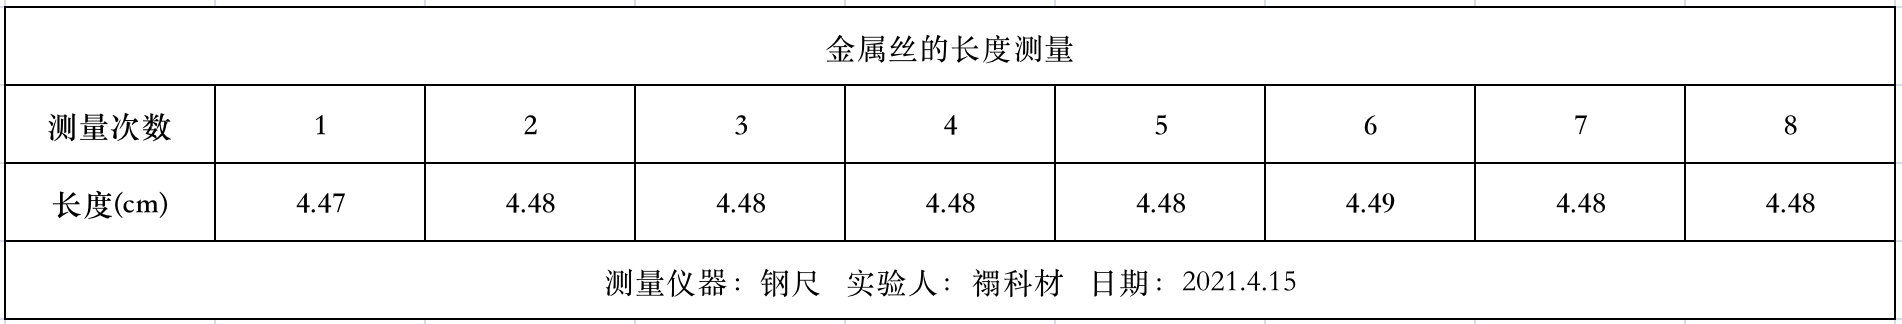 金属丝的长度测量
测量次数 1 2 3 4 5 6 7 8
长度(cm) 4.47 4.48 4.48 4.48 4.48 4.49 4.48 4.48
测量仪器：钢尺 实验人：禤科材 日期：2021.4.15